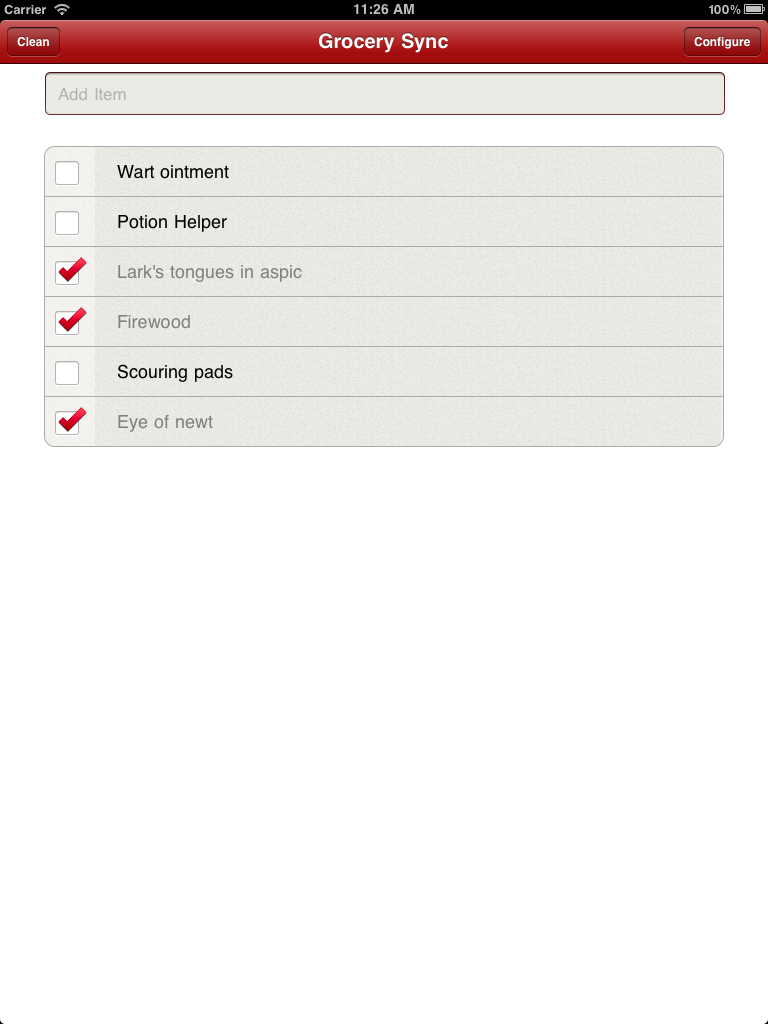 Carrier 11:26 AM 100%
Clean Grocery Sync Configure
Add Item
Wart ointment
Potion Helper
Lark's tongues in aspic
Firewood
Scouring pads
Eye of newt